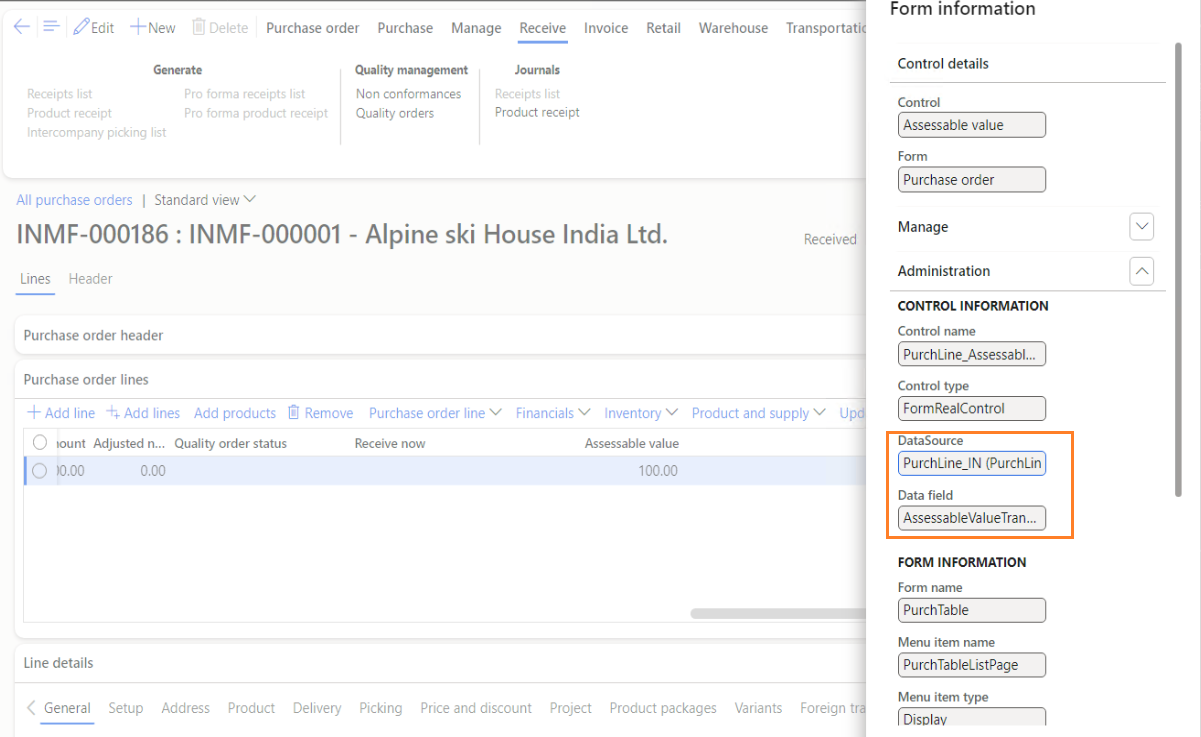 Edit New Delete Purchase order Purchase Manage Receive Invoice Retail Warehouse Transportatio
Generate
Receipts list Pro forma receipts list
Product receipt Pro forma product receipt
Intercompany picking list
Quality management
Non conformances
Quality orders
Journals
Receipts list
Product receipt
All purchase orders | Standard view
INMF-000186 : INMF-000001 - Alpine ski House India Ltd.
Received
Lines Header
Purchase order header
Purchase order lines
Add line Add lines Add products Remove Purchase order line Financials Inventory Product and supply Upd
ount Adjusted n... Quality order status Receive now Assessable value
00.00 0.00 100.00
Line details
General Setup Address Product Delivery Picking Price and discount Project Product packages Variants Foreign tra
Form information
Control details
Control
Assessable value
Form
Purchase order
Manage
Administration
CONTROL INFORMATION
Control name
PurchLine_Assessabl...
Control type
FormRealControl
DataSource
PurchLine_IN (PurchLin
Data field
AssessableValueTran...
FORM INFORMATION
Form name
PurchTable
Menu item name
PurchTableListPage
Menu item type
Display